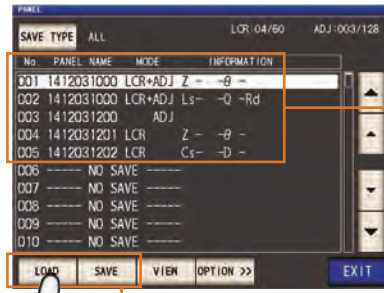 PANEL
SAVE TYPE ALL LCR:04/60 ADJ:003/128
No. PANEL NAME MODE INFORMATION
001 1412031000 LCR+ADJ Z - -θ -
002 1412031000 LCR+ADJ Ls- -Q -Rd
003 1412031200 ADJ
004 1412031201 LCR Z - -θ -
005 1412031202 LCR Cs- -D -
006 ----- NO SAVE -----
007 ----- NO SAVE -----
008 ----- NO SAVE -----
009 ----- NO SAVE -----
010 ----- NO SAVE -----
LOAD SAVE VIEW OPTION >> EXIT